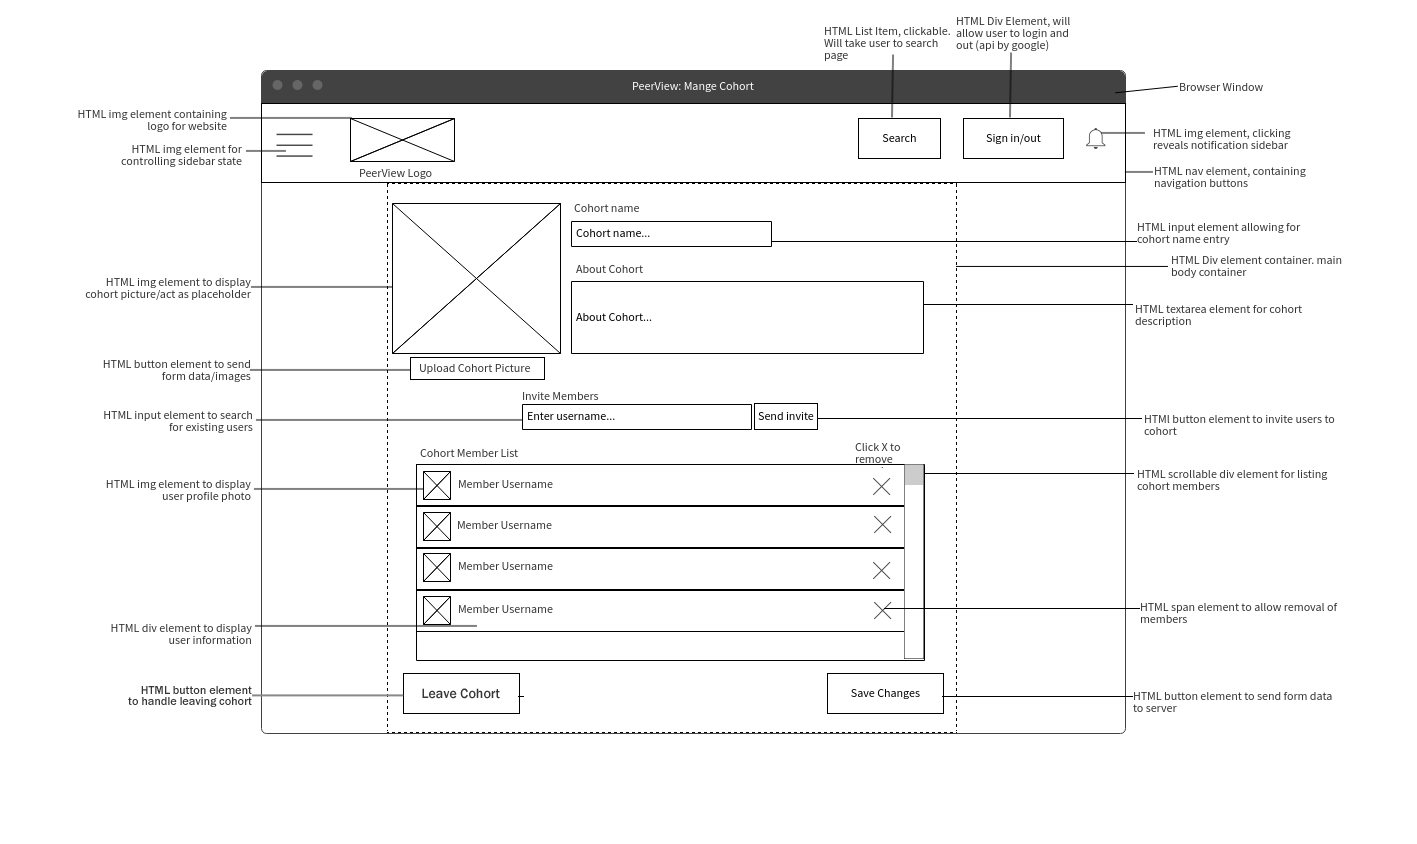 HTML List Item, clickable.
Will take user to search
page
HTML Div Element, will
allow user to login and
out (api by google)
PeerView: Mange Cohort
Browser Window
HTML img element containing
logo for website
HTML img element for
controlling sidebar state
PeerView Logo
Search
Sign in/out
HTML img element, clicking
reveals notification sidebar
HTML nav element, containing
navigation buttons
Cohort name
Cohort name...
HTML input element allowing for
cohort name entry
HTML Div element container. main
body container
About Cohort
About Cohort...
HTML img element to display
cohort picture/act as placeholder
HTML textarea element for cohort
description
HTML button element to send
form data/images
Upload Cohort Picture
Invite Members
HTML input element to search
for existing users
Enter username...
Send invite
HTMl button element to invite users to
cohort
Cohort Member List
Click X to
remove
HTML img element to display
user profile photo
Member Username
HTML scrollable div element for listing
cohort members
Member Username
Member Username
Member Username
HTML span element to allow removal of
members
HTML div element to display
user information
HTML button element
to handle leaving cohort
Leave Cohort
Save Changes
HTML button element to send form data
to server